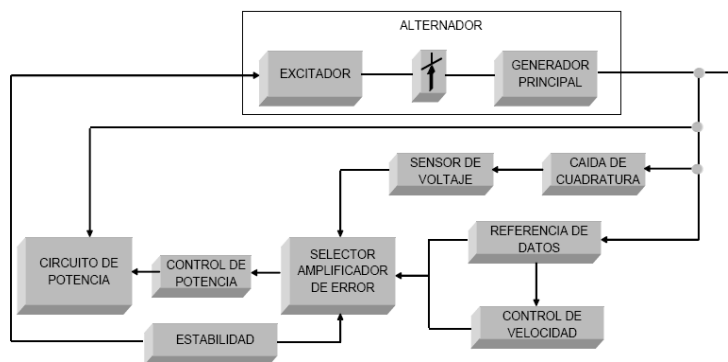 ALTERNADOR
EXCITADOR
GENERADOR
PRINCIPAL
SENSOR DE
VOLTAJE
CAIDA DE
CUADRATURA
CIRCUITO DE
POTENCIA
CONTROL DE
POTENCIA
SELECTOR
AMPLIFICADOR
DE ERROR
REFERENCIA DE
DATOS
CONTROL DE
VELOCIDAD
ESTABILIDAD